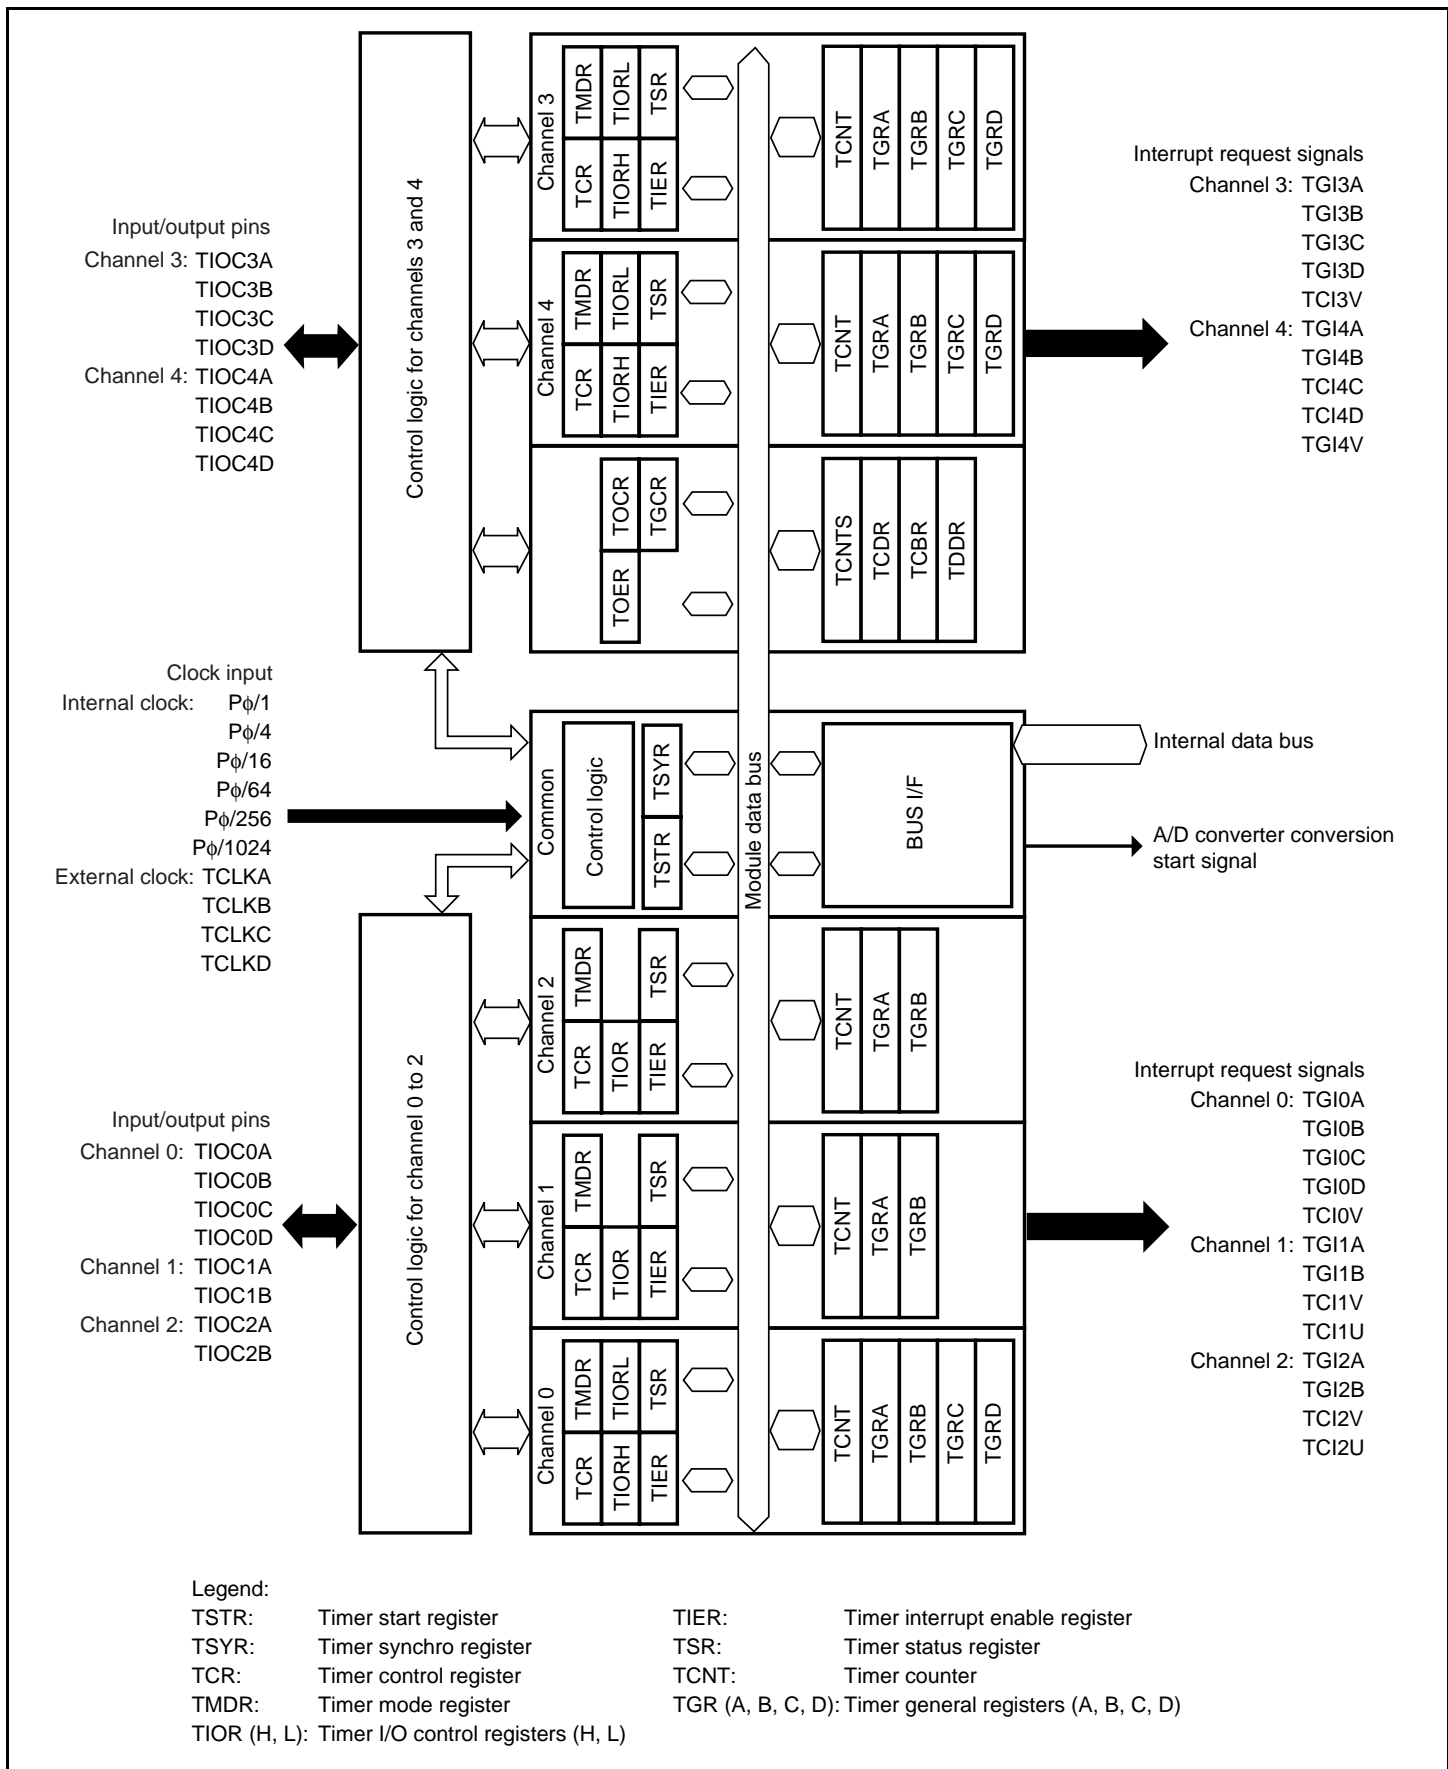 Input/output pins
Channel 3: TIOC3A
TIOC3B
TIOC3C
TIOC3D
Channel 4: TIOC4A
TIOC4B
TIOC4C
TIOC4D
Clock input
Internal clock: Pϕ/1
Pϕ/4
Pϕ/16
Pϕ/64
Pϕ/256
Pϕ/1024
External clock: TCLKA
TCLKB
TCLKC
TCLKD
Input/output pins
Channel 0: TIOC0A
TIOC0B
TIOC0C
TIOC0D
Channel 1: TIOC1A
TIOC1B
Channel 2: TIOC2A
TIOC2B
Control logic for channels 3 and 4
Control logic for channel 0 to 2
Channel 3
TCR
TMDR
TIORH
TIORL
TIER
TSR
TCNT
TGRA
TGRB
TGRC
TGRD
Channel 4
TCR
TMDR
TIORH
TIORL
TIER
TSR
TCNT
TGRA
TGRB
TGRC
TGRD
TOER
TOCR
TGCR
TCNTS
TCDR
TCBR
TDDR
Common
Control logic
TSTR
TSYR
Module data bus
BUS I/F
Channel 2
TCR
TMDR
TIOR
TIER
TSR
TCNT
TGRA
TGRB
Channel 1
TCR
TMDR
TIOR
TIER
TSR
TCNT
TGRA
TGRB
Channel 0
TCR
TMDR
TIORH
TIORL
TIER
TSR
TCNT
TGRA
TGRB
TGRC
TGRD
Interrupt request signals
Channel 3: TGI3A
TGI3B
TGI3C
TGI3D
TCI3V
Channel 4: TGI4A
TGI4B
TCI4C
TCI4D
TGI4V
Internal data bus
A/D converter conversion
start signal
Interrupt request signals
Channel 0: TGI0A
TGI0B
TGI0C
TGI0D
TCI0V
Channel 1: TGI1A
TGI1B
TCI1V
TCI1U
Channel 2: TGI2A
TGI2B
TCI2V
TCI2U
Legend:
TSTR: Timer start register
TSYR: Timer synchro register
TCR: Timer control register
TMDR: Timer mode register
TIOR (H, L): Timer I/O control registers (H, L)
TIER: Timer interrupt enable register
TSR: Timer status register
TCNT: Timer counter
TGR (A, B, C, D): Timer general registers (A, B, C, D)